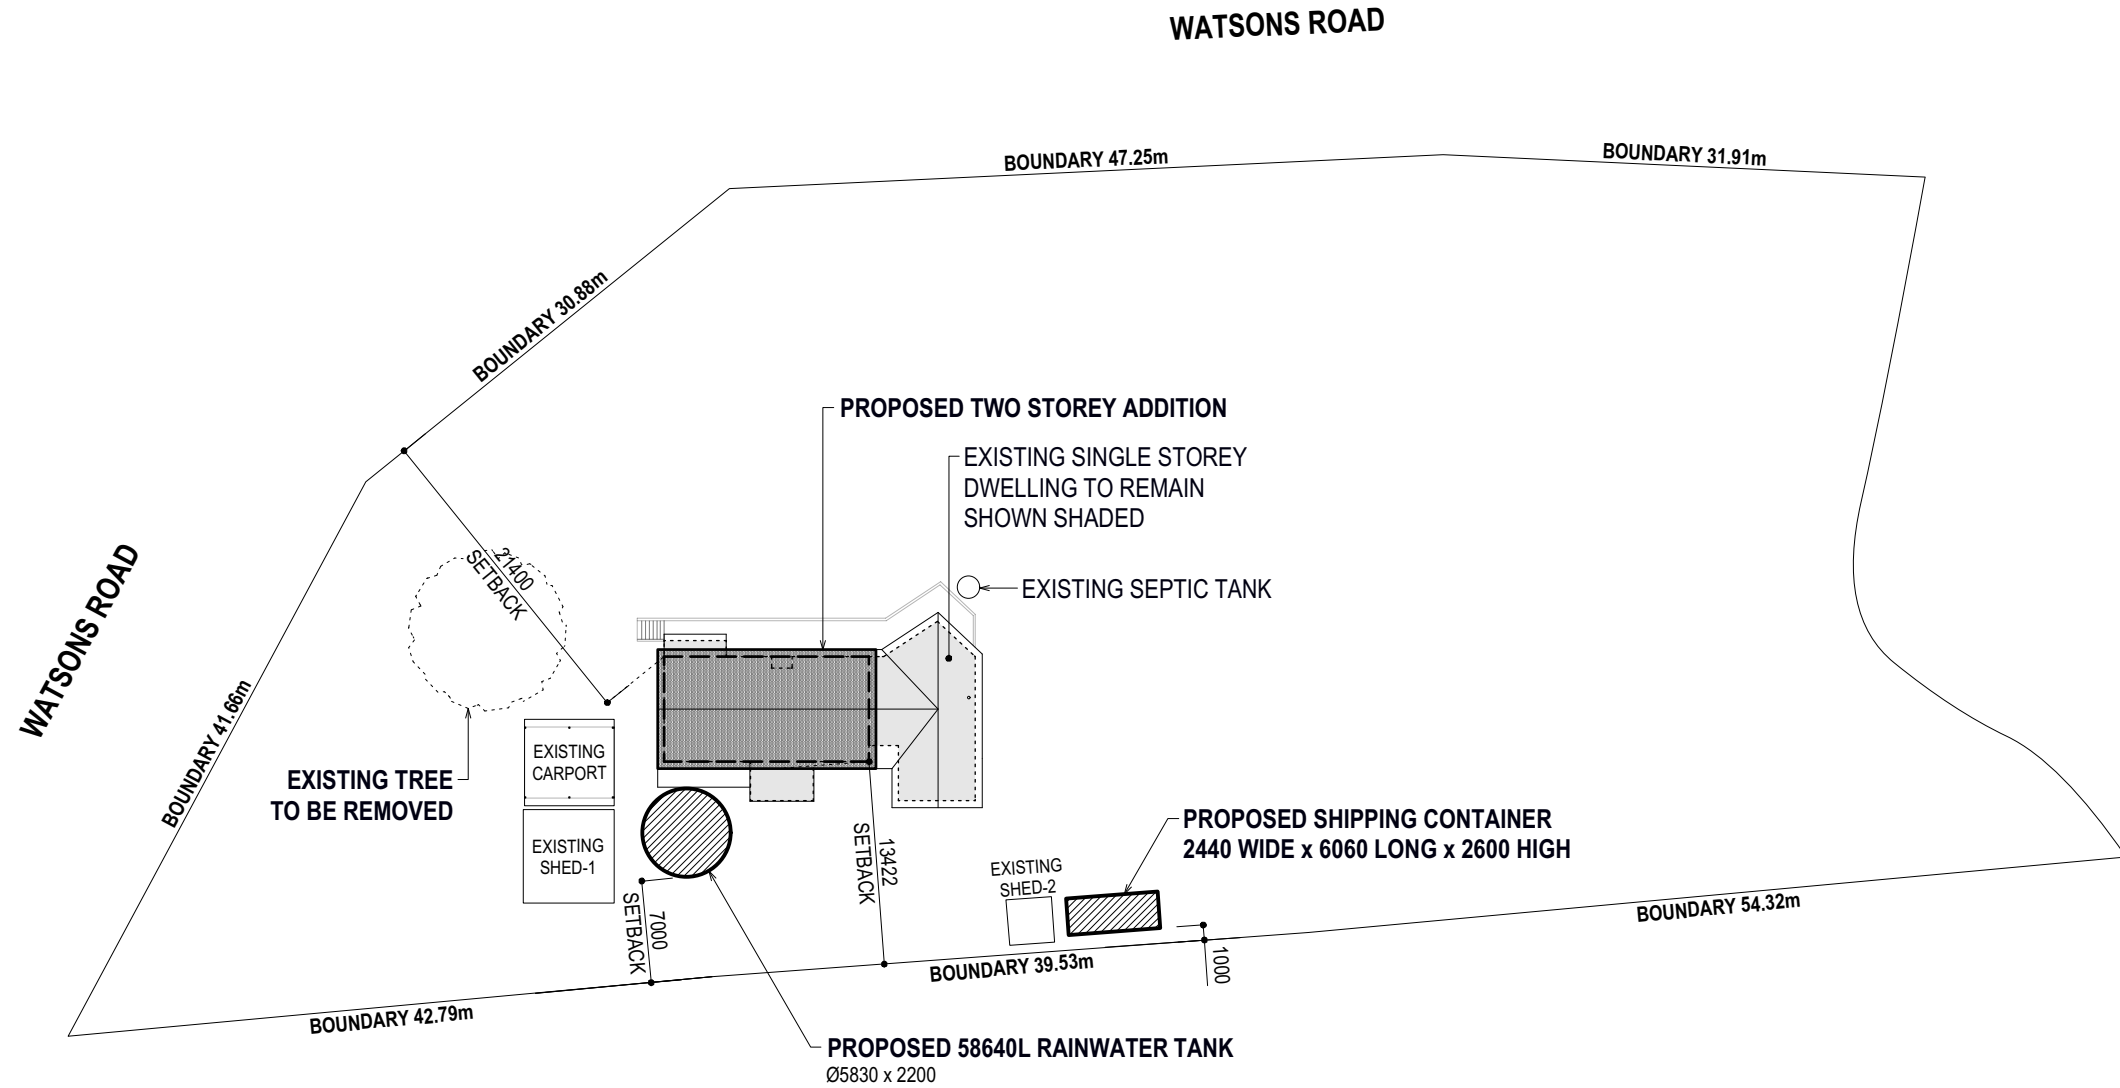 WATSONS ROAD
BOUNDARY 47.25m
BOUNDARY 31.91m
BOUNDARY 30.88m
PROPOSED TWO STOREY ADDITION
EXISTING SINGLE STOREY
DWELLING TO REMAIN
SHOWN SHADED
21400
SETBACK
EXISTING SEPTIC TANK
WATSONS ROAD
BOUNDARY 41.66m
EXISTING
CARPORT
EXISTING TREE
TO BE REMOVED
EXISTING
SHED-1
13422
SETBACK
PROPOSED SHIPPING CONTAINER
2440 WIDE x 6060 LONG x 2600 HIGH
EXISTING
SHED-2
7000
SETBACK
BOUNDARY 54.32m
1000
BOUNDARY 39.53m
BOUNDARY 42.79m
PROPOSED 58640L RAINWATER TANK
Ø5830 x 2200